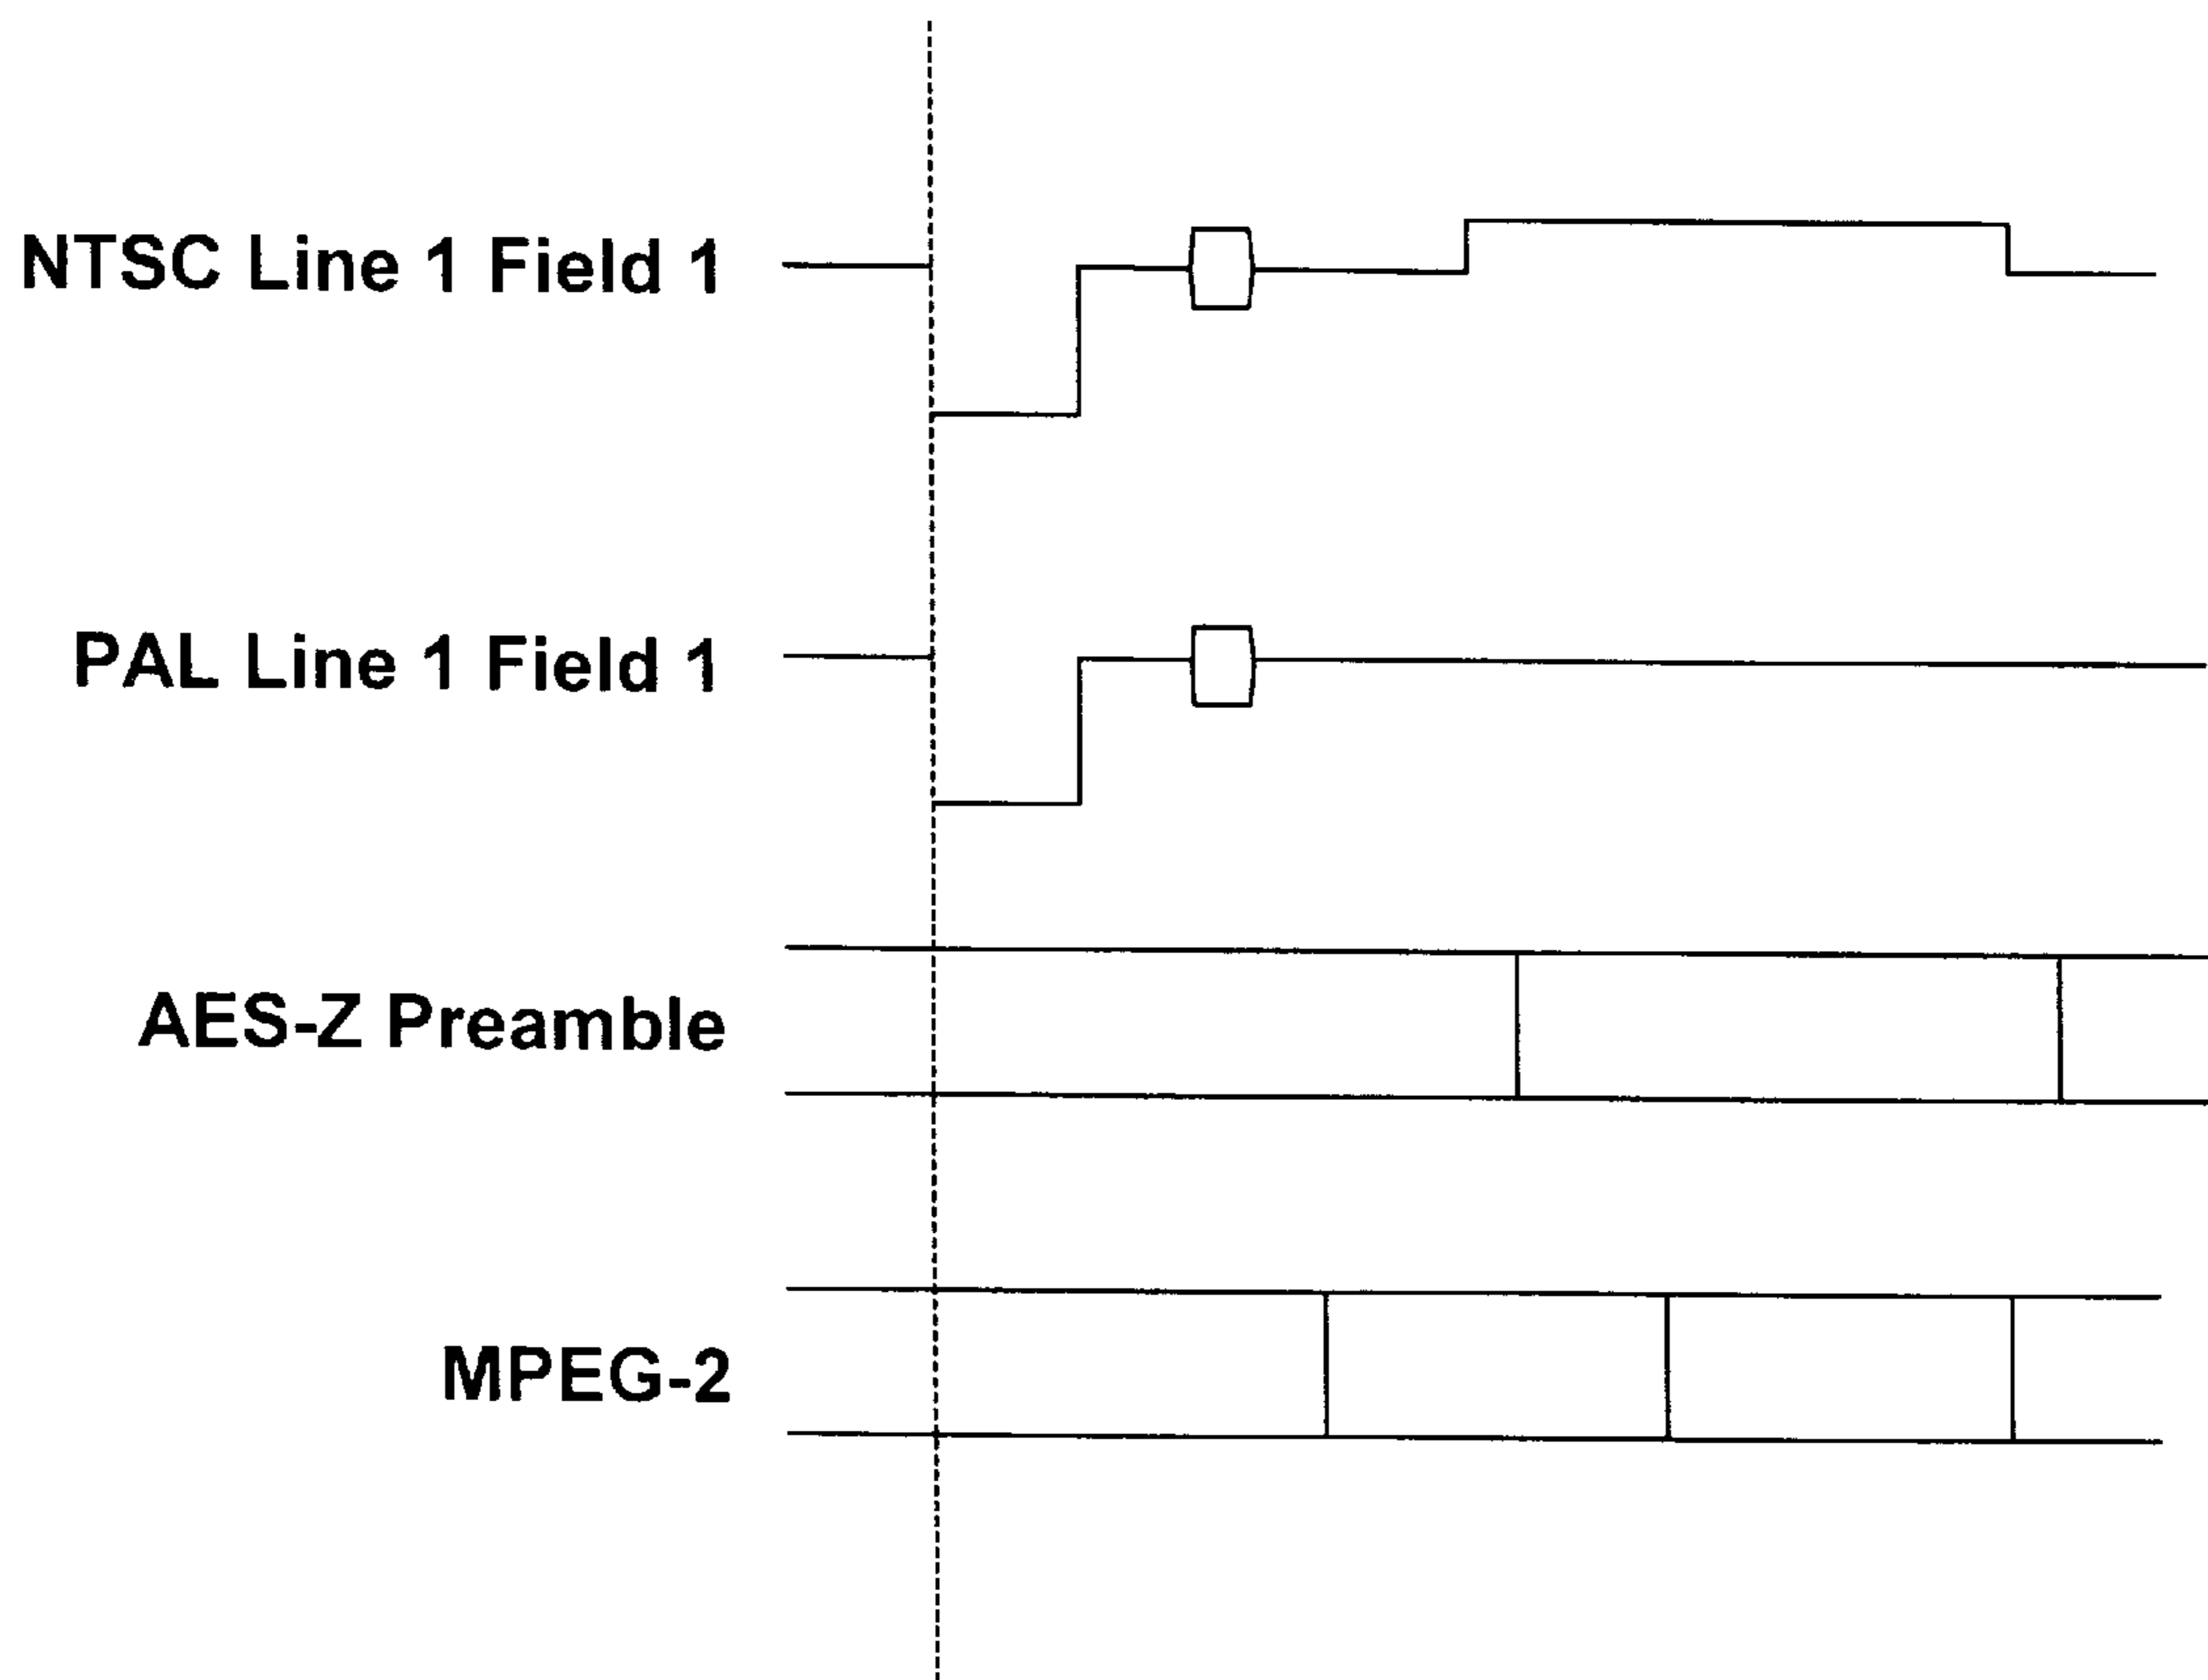 NTSC Line 1 Field 1
PAL Line 1 Field 1
AES-Z Preamble
MPEG-2